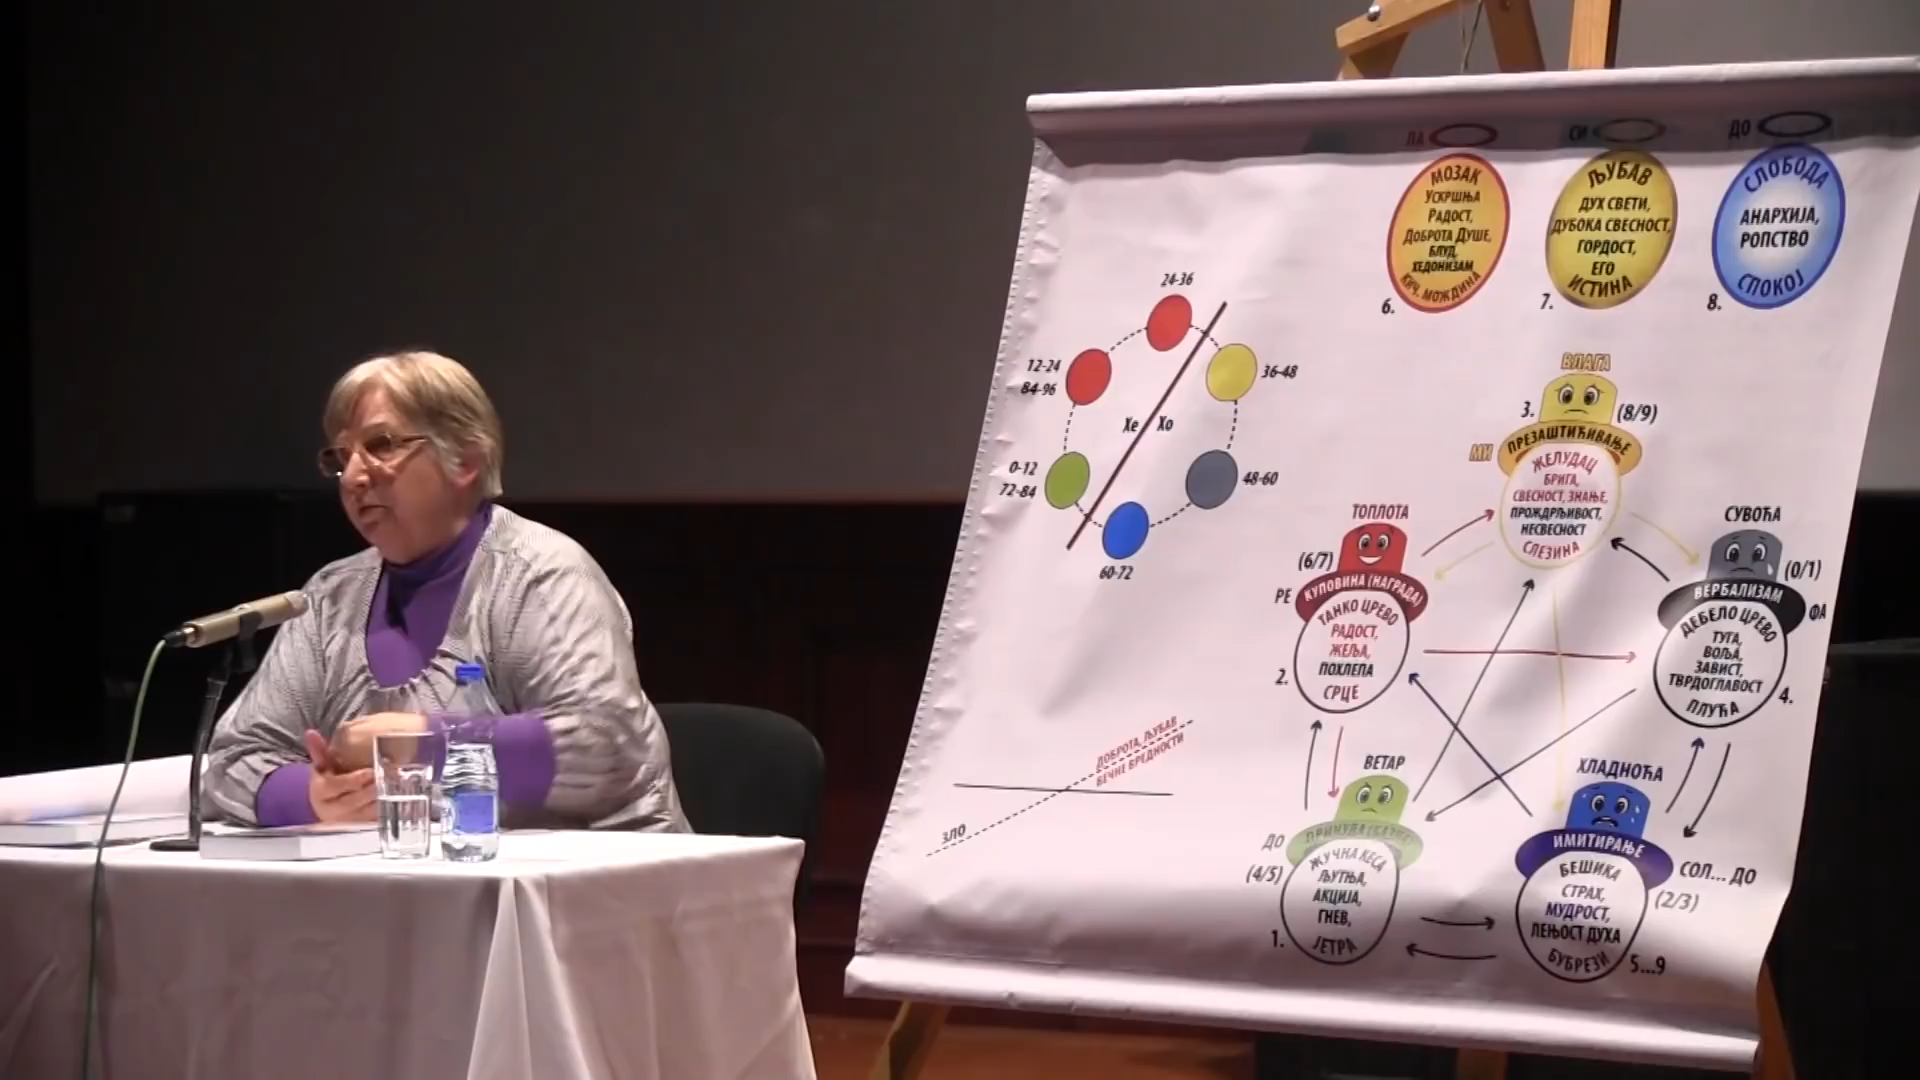 ЛА
МОЗАК
УСКРШЊА
РАДОСТ,
ДОБРОТА ДУШЕ,
БЛУД,
ХЕДОНИЗАМ
КИЧ. МОЖДИНА
6.
СИ
ЉУБАВ
ДУХ СВЕТИ,
ДУБОКА СВЕСНОСТ,
ГОРДОСТ,
ЕГО
ИСТИНА
7.
ДО
СЛОБОДА
АНАРХИЈА,
РОПСТВО
СПОКОЈ
8.
24-36
12-24
84-96
36-48
Хе
Хо
0-12
72-84
48-60
60-72
ВЛАГА
3.
(8/9)
МИ
ПРЕЗАШТИЋИВАЊЕ
ЖЕЛУДАЦ
БРИГА,
СВЕСНОСТ, ЗНАЊЕ,
ПРОЖДРЉИВОСТ,
НЕСВЕСНОСТ
СЛЕЗИНА
ТОПЛОТА
(6/7)
РЕ
КУПОВИНА (НАГРАДА)
ТАНКО ЦРЕВО
РАДОСТ,
ЖЕЉА,
ПОХЛЕПА
СРЦЕ
2.
СУВОЋА
(0/1)
ВЕРБАЛИЗАМ
ФА
ДЕБЕЛО ЦРЕВО
ТУГА,
ВОЉА,
ЗАВИСТ,
ТВРДОГЛАВОСТ
ПЛУЋА
4.
ДОБРОТА, ЉУБАВ
ВЕЧНЕ ВРЕДНОСТИ
ЗЛО
ВЕТАР
ДО
(4/5)
ПРИНУДА
ЖУЧНА КЕСА
ЉУТЊА,
АКЦИЈА,
ГНЕВ,
ЈЕТРА
1.
ХЛАДНОЋА
ИМИТИРАЊЕ
СОЛ... ДО
(2/3)
БЕШИКА
СТРАХ,
МУДРОСТ,
ЛЕЊОСТ ДУХА
БУБРЕЗИ
5...9